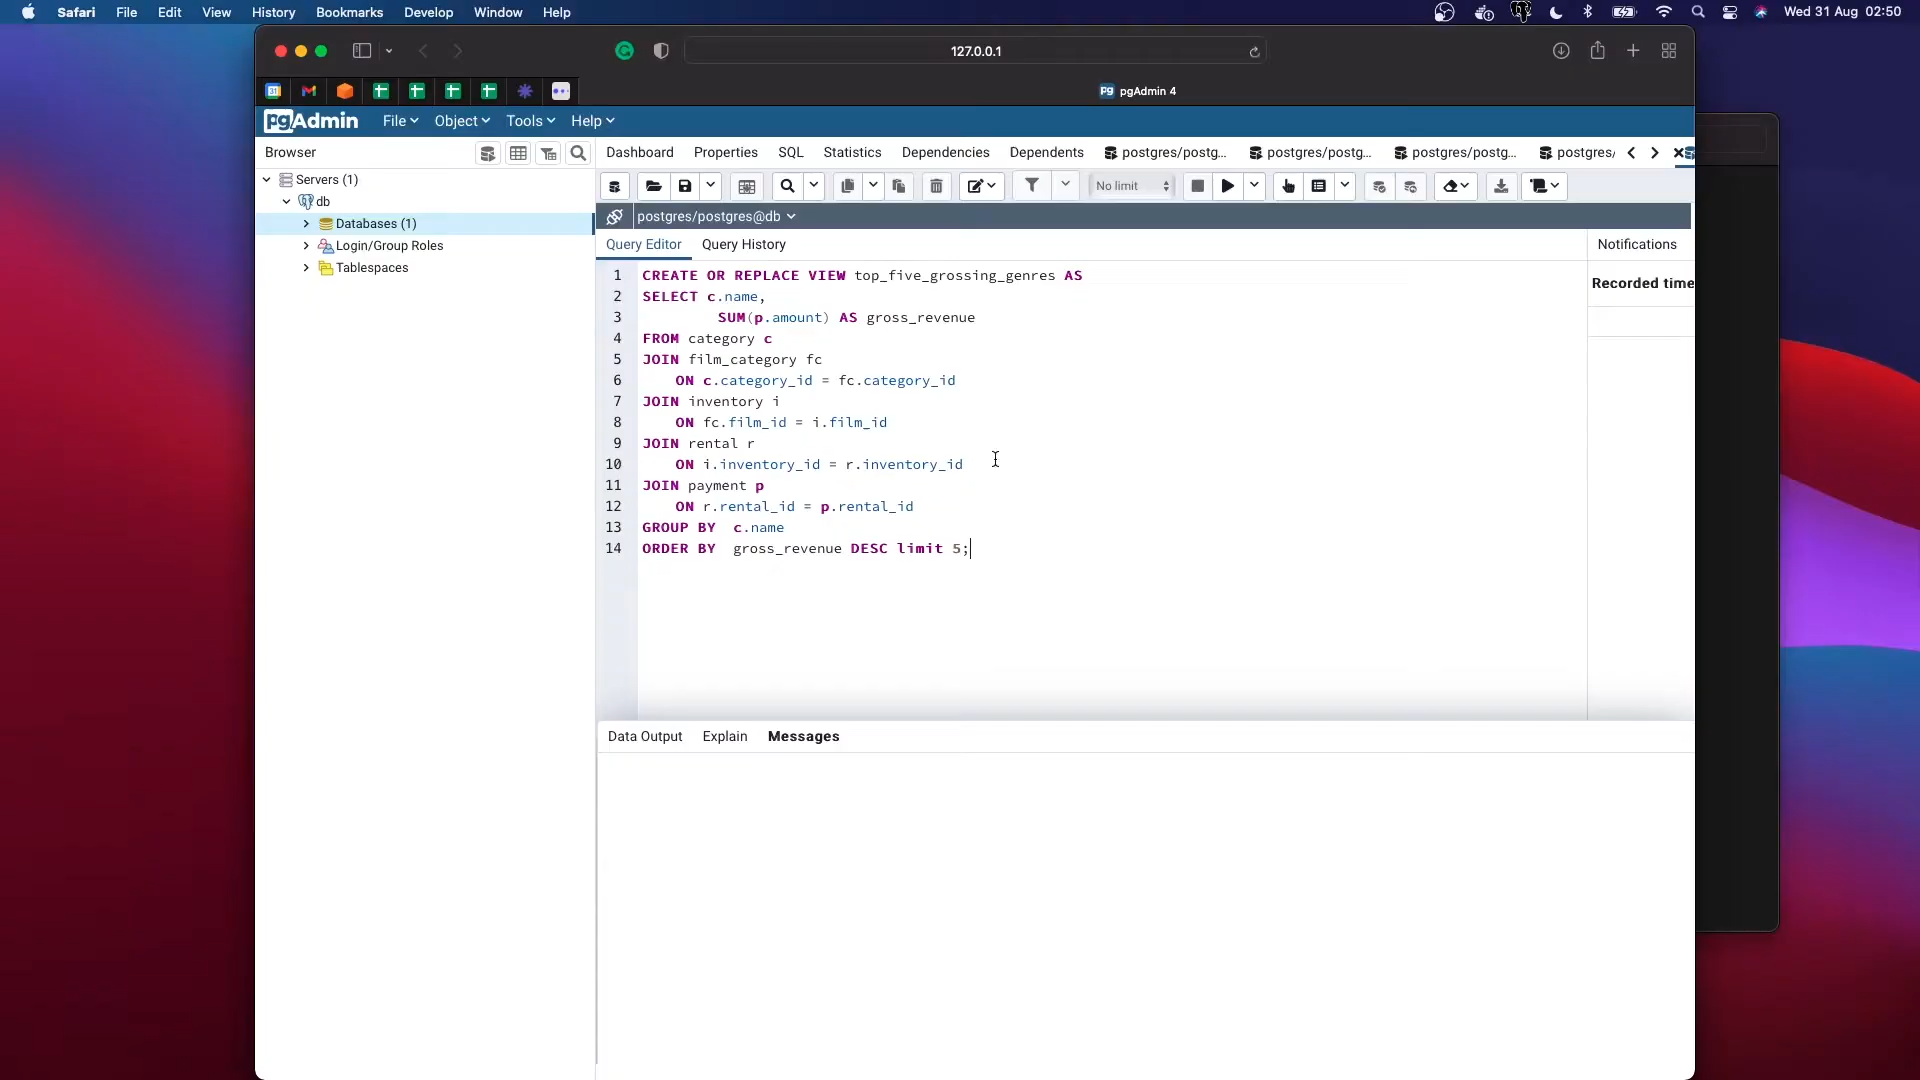 Safari File Edit View History Bookmarks Develop Window Help
Wed 31 Aug 02:50
127.0.0.1
31
Pg pgAdmin 4
pgAdmin File Object Tools Help
Browser
Dashboard Properties SQL Statistics Dependencies Dependents postgres/postg... postgres/postg... postgres/postg... postgres/
Servers (1)
db
Databases (1)
Login/Group Roles
Tablespaces
No limit
postgres/postgres@db
Query Editor Query History
Notifications
Recorded time
1 CREATE OR REPLACE VIEW top_five_grossing_genres AS
2 SELECT c.name,
3 SUM(p.amount) AS gross_revenue
4 FROM category c
5 JOIN film_category fc
6 ON c.category_id = fc.category_id
7 JOIN inventory i
8 ON fc.film_id = i.film_id
9 JOIN rental r
10 ON i.inventory_id = r.inventory_id
11 JOIN payment p
12 ON r.rental_id = p.rental_id
13 GROUP BY  c.name
14 ORDER BY  gross_revenue DESC limit 5;
Data Output Explain Messages